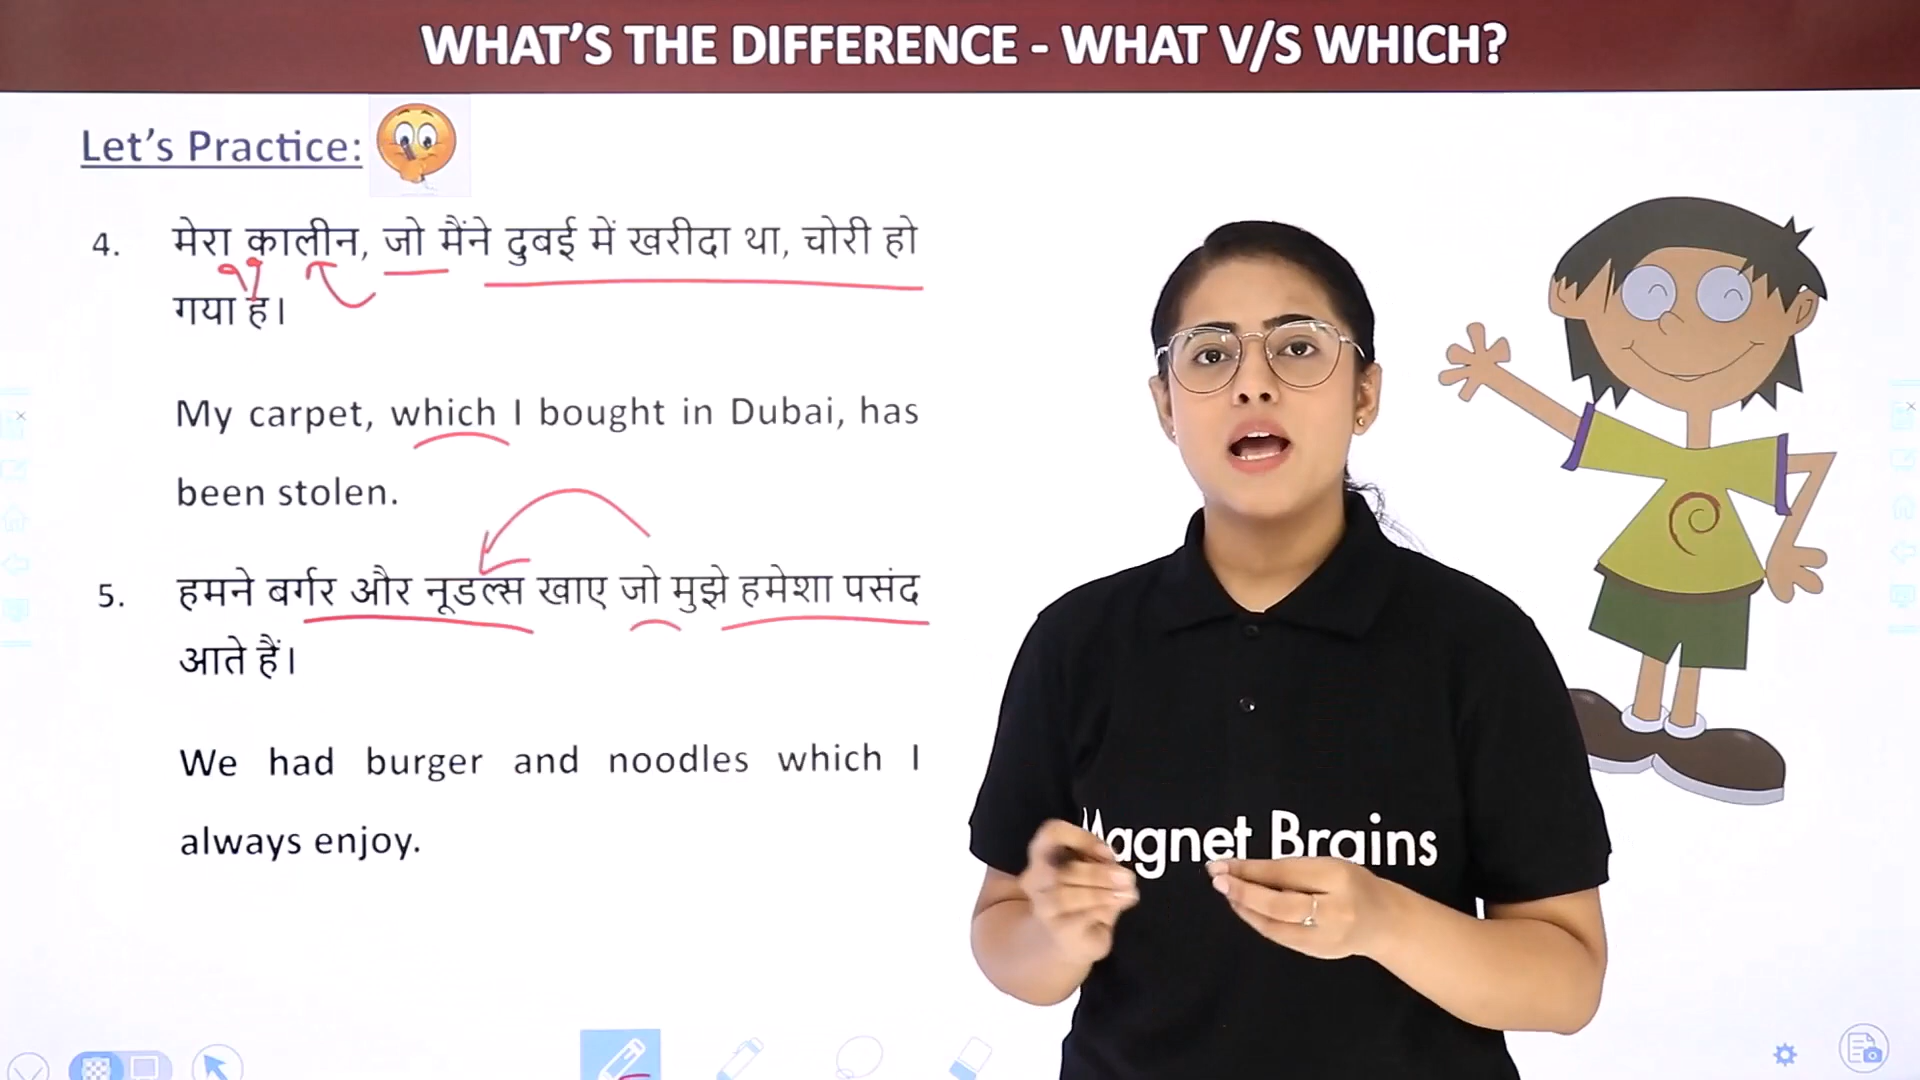 WHAT'S THE DIFFERENCE - WHAT V/S WHICH?
Let's Practice:
4. मेरा कालीन, जो मैंने दुबई में खरीदा था, चोरी हो
गया है।
My carpet, which I bought in Dubai, has
been stolen.
5. हमने बर्गर और नूडल्स खाए जो मुझे हमेशा पसंद
आते हैं।
We had burger and noodles which I
always enjoy.
Magnet Brains